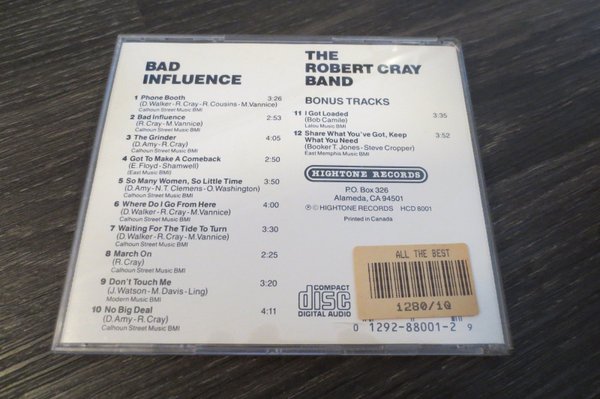 BAD
INFLUENCE
1 Phone Booth 3:26
(D. Walker-R. Cray-R. Cousins-M. Vannice)
Calhoun Street Music BMI
2 Bad Influence 2:53
(R. Cray-M. Vannice)
Calhoun Street Music BMI
3 The Grinder 4:05
(D. Amy-R. Cray)
Calhoun Street Music BMI
4 Got To Make A Comeback 2:50
(E. Floyd-Shamwell)
(East Music BMI)
5 So Many Women, So Little Time 3:50
(D. Amy-N.T. Clemens-O. Washington)
Calhoun Street Music BMI
6 Where Do I Go From Here 4:00
(D. Walker-R. Cray-M. Vannice)
Calhoun Street Music BMI
7 Waiting For The Tide To Turn 3:30
(D. Walker-R. Cray-M. Vannice)
Calhoun Street Music BMI
8 March On 2:25
(R. Cray)
Calhoun Street Music BMI
9 Don't Touch Me 3:20
(J. Watson-M. Davis-Ling)
Modern Music BMI
10 No Big Deal 4:11
(D. Amy-R. Cray)
Calhoun Street Music BMI
THE
ROBERT CRAY
BAND
BONUS TRACKS
11 I Got Loaded 3:35
(Bob Camile)
Latou Music BMI
12 Share What You've Got, Keep 3:52
What You Need
(Booker T. Jones-Steve Cropper)
East Memphis Music BMI
HIGHTONE RECORDS
P.O. Box 326
Alameda, CA 94501
℗© HIGHTONE RECORDS HCD 8001
Printed in Canada
COMPACT
disc
DIGITAL AUDIO
ALL THE BEST
1280/1Q
0 12928-8001-2 9